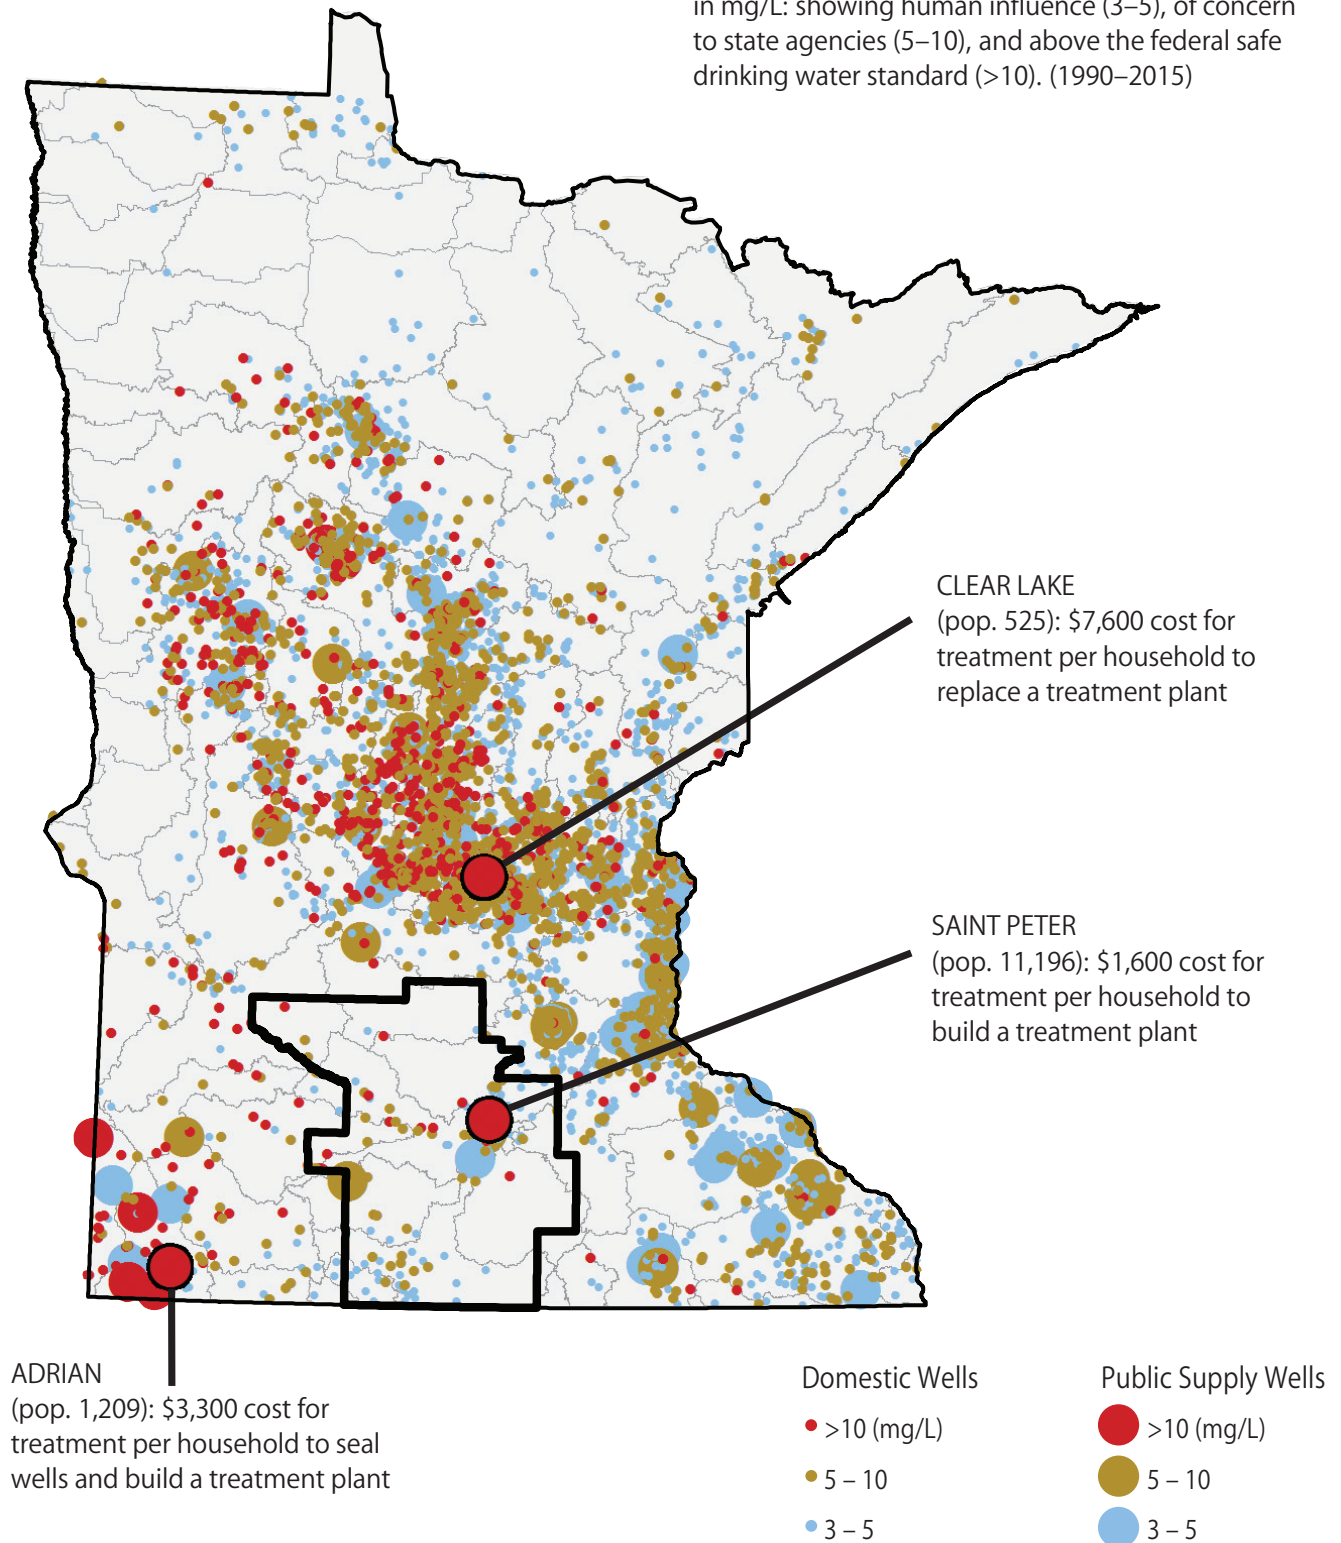 in mg/L: showing human influence (3–5), of concern
to state agencies (5–10), and above the federal safe
drinking water standard (>10). (1990–2015)
CLEAR LAKE
(pop. 525): $7,600 cost for
treatment per household to
replace a treatment plant
SAINT PETER
(pop. 11,196): $1,600 cost for
treatment per household to
build a treatment plant
ADRIAN
(pop. 1,209): $3,300 cost for
treatment per household to seal
wells and build a treatment plant
Domestic Wells
>10 (mg/L)
5 – 10
3 – 5
Public Supply Wells
>10 (mg/L)
5 – 10
3 – 5